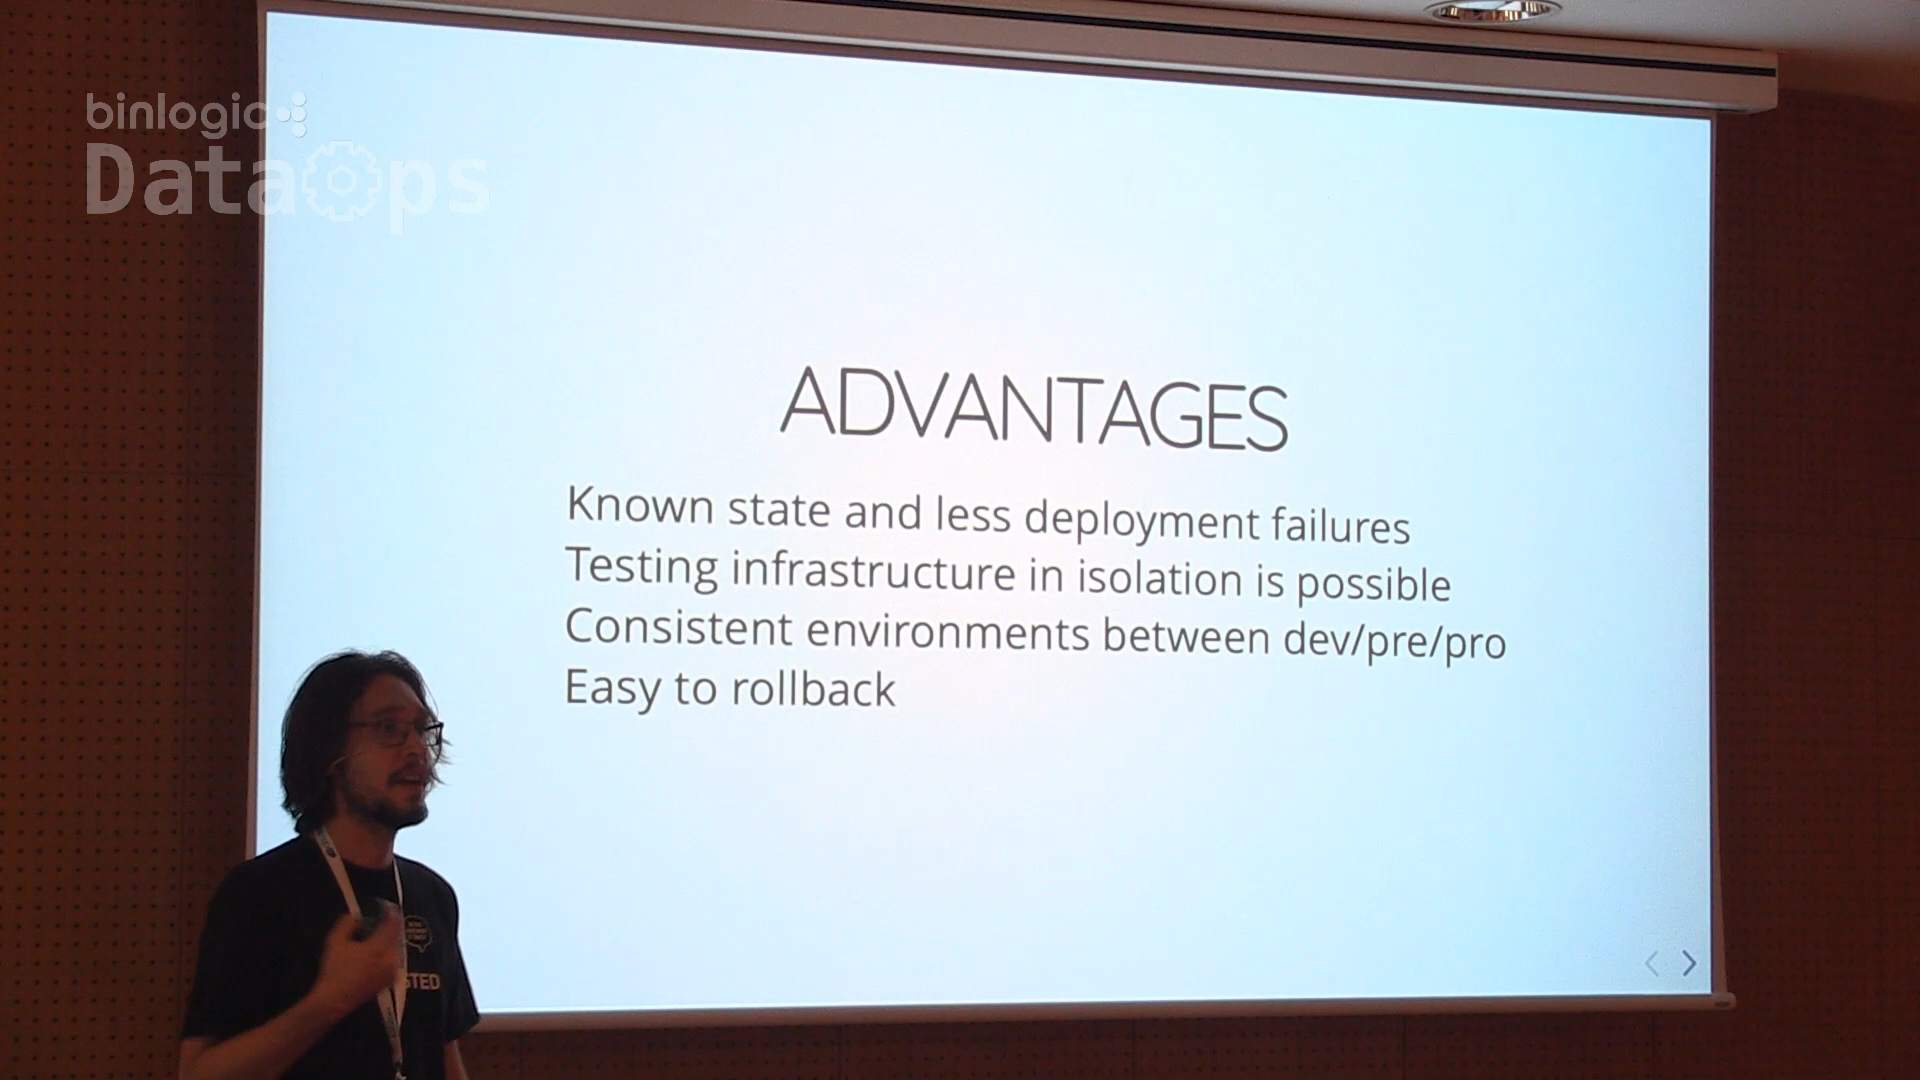 binlogic
DataOps
ADVANTAGES
Known state and less deployment failures
Testing infrastructure in isolation is possible
Consistent environments between dev/pre/pro
Easy to rollback
STED